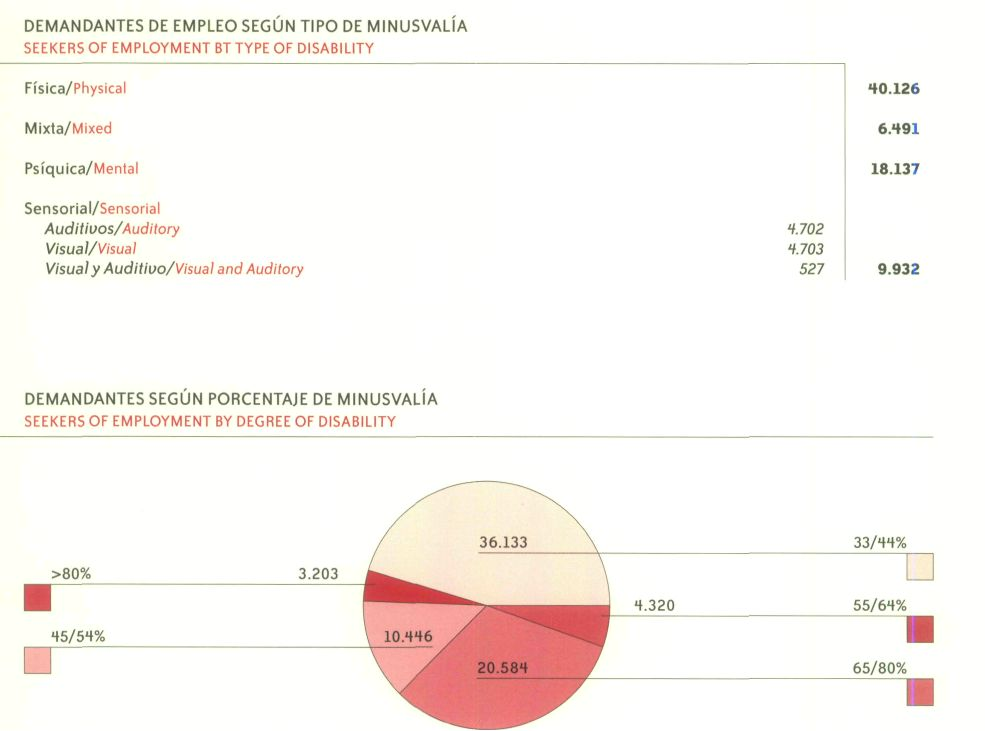 DEMANDANTES DE EMPLEO SEGÚN TIPO DE MINUSVALÍA
SEEKERS OF EMPLOYMENT BT TYPE OF DISABILITY
Física/Physical 40.126
Mixta/Mixed 6.491
Psíquica/Mental 18.137
Sensorial/Sensorial
Auditivos/Auditory 4.702
Visual/Visual 4.703
Visual y Auditivo/Visual and Auditory 527 9.932
DEMANDANTES SEGÚN PORCENTAJE DE MINUSVALÍA
SEEKERS OF EMPLOYMENT BY DEGREE OF DISABILITY
36.133 33/44%
>80% 3.203
4.320 55/64%
45/54% 10.446
20.584 65/80%